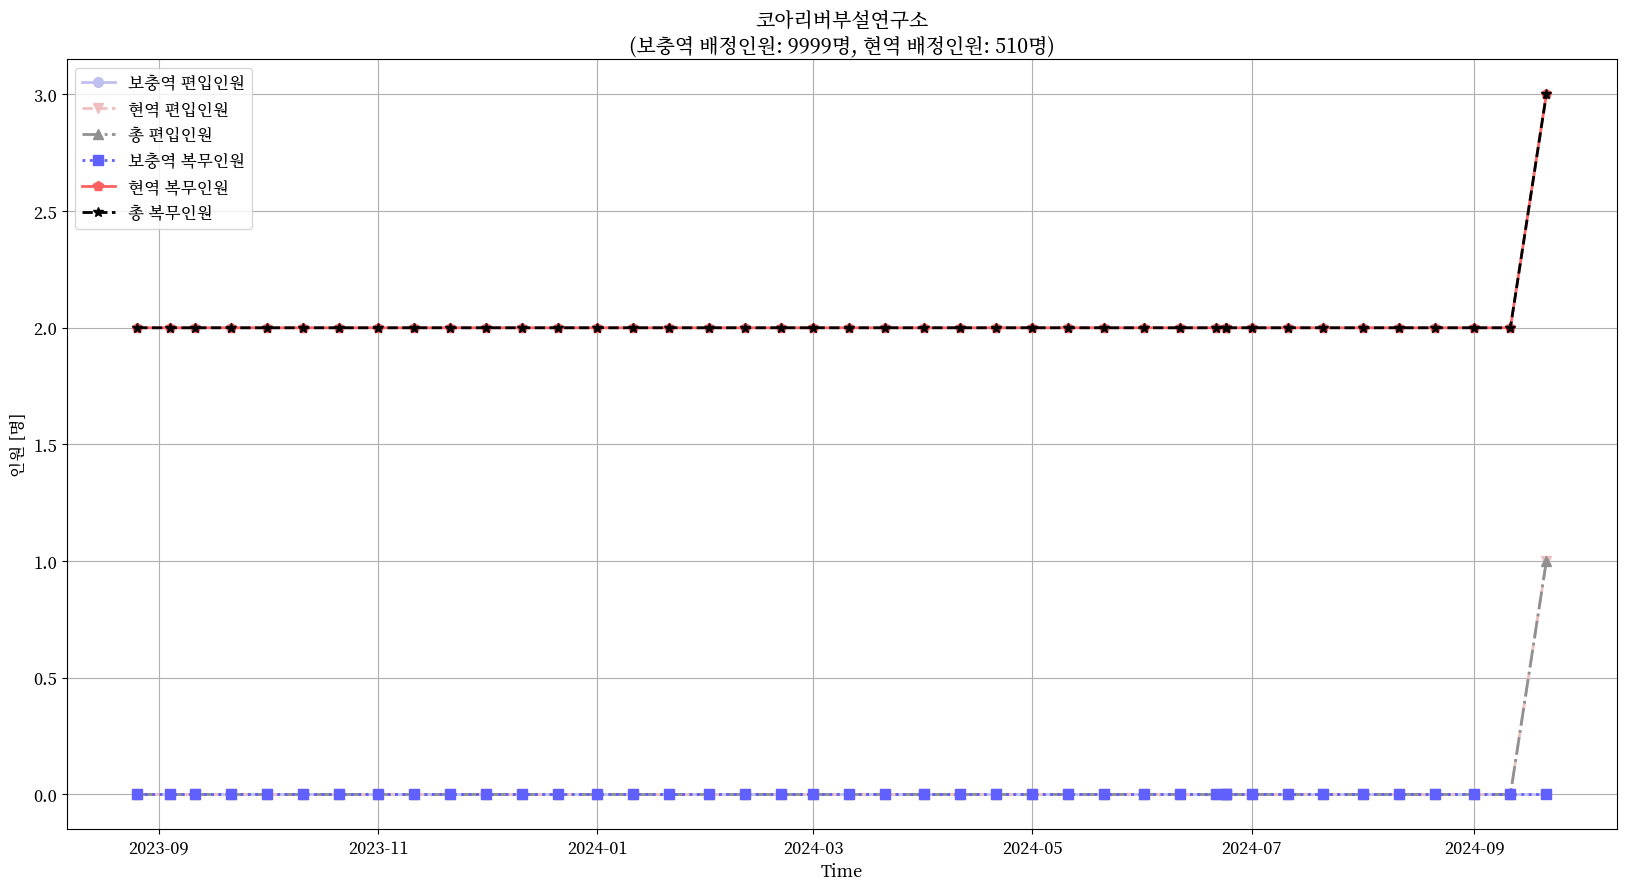 코아리버부설연구소
(보충역 배정인원: 9999명, 현역 배정인원: 510명)
보충역 편입인원
현역 편입인원
총 편입인원
보충역 복무인원
현역 복무인원
총 복무인원
3.0
2.5
2.0
1.5
1.0
0.5
0.0
인원 [명]
2023-09
2023-11
2024-01
2024-03
2024-05
2024-07
2024-09
Time